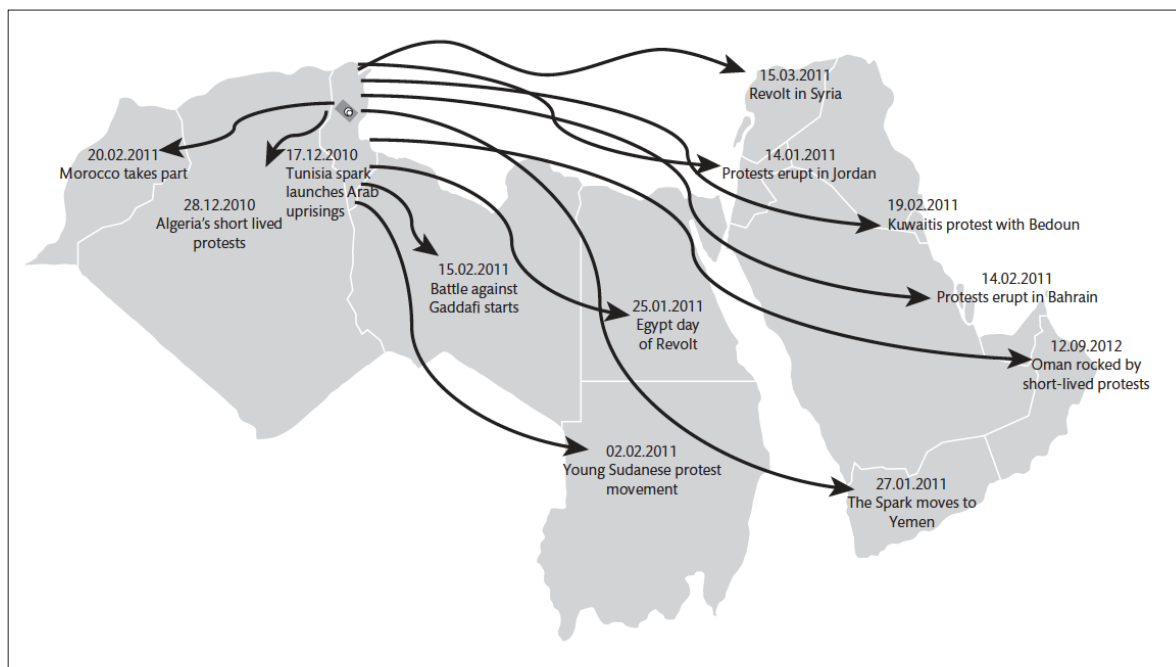 15.03.2011
Revolt in Syria
20.02.2011
Morocco takes part
17.12.2010
Tunisia spark
launches Arab
uprisings
14.01.2011
Protests erupt in Jordan
28.12.2010
Algeria's short lived
protests
19.02.2011
Kuwaitis protest with Bedoun
15.02.2011
Battle against
Gaddafi starts
14.02.2011
Protests erupt in Bahrain
25.01.2011
Egypt day
of Revolt
12.09.2012
Oman rocked by
short-lived protests
02.02.2011
Young Sudanese protest
movement
27.01.2011
The Spark moves to
Yemen